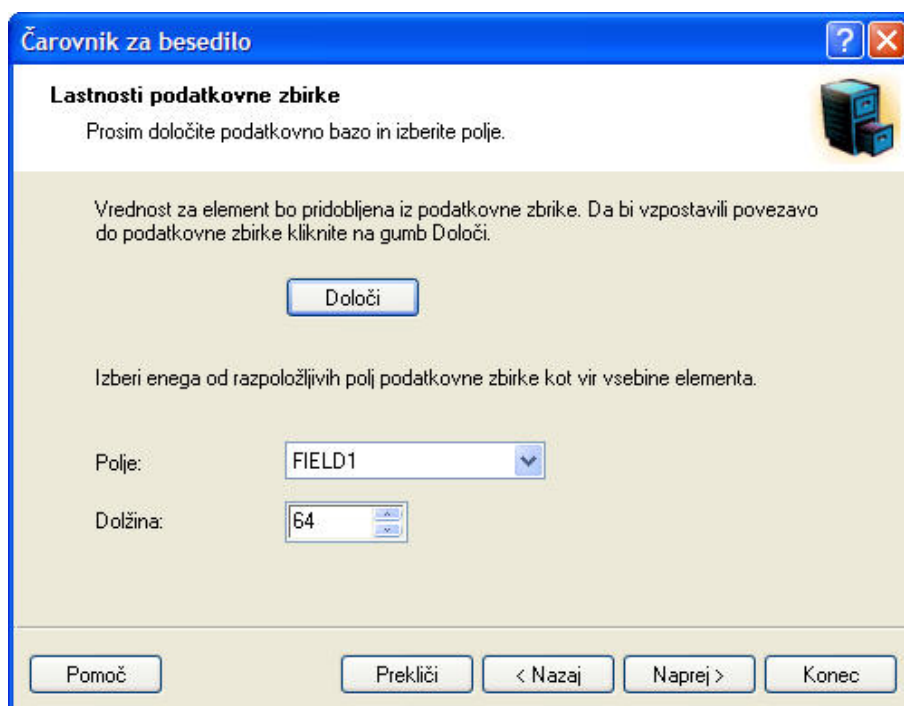 Čarovnik za besedilo
Lastnosti podatkovne zbirke
Prosim določite podatkovno bazo in izberite polje.
Vrednost za element bo pridobljena iz podatkovne zbrike. Da bi vzpostavili povezavo
do podatkovne zbirke kliknite na gumb Določi.
Določi
Izberi enega od razpoložljivih polj podatkovne zbirke kot vir vsebine elementa.
Polje: FIELD1
Dolžina: 64
Pomoč Prekliči < Nazaj Naprej > Konec